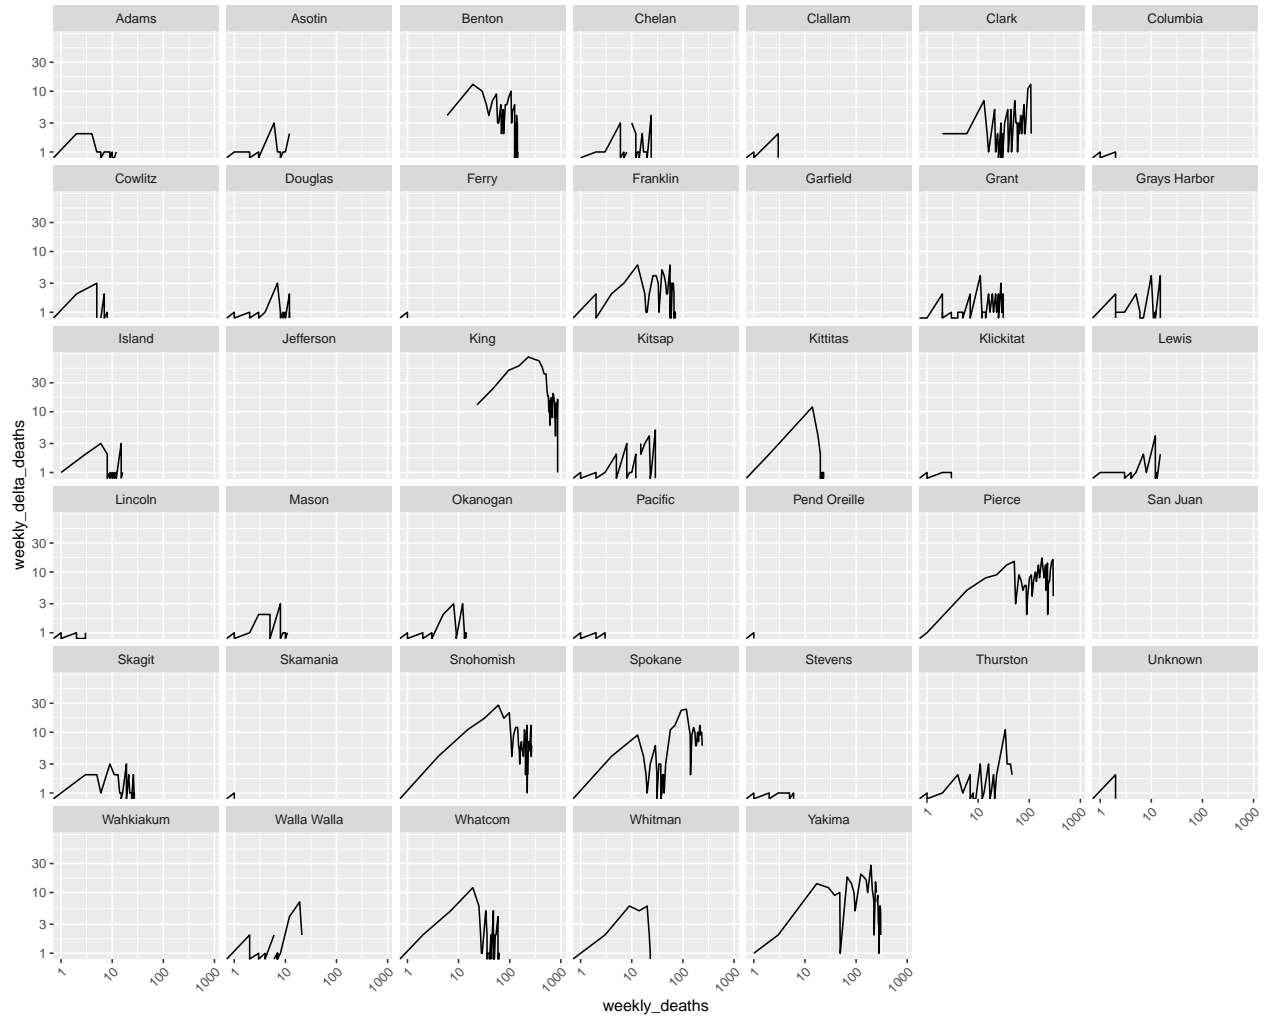 Adams Asotin Benton Chelan Clallam Clark Columbia
30
10
3
1
Cowlitz Douglas Ferry Franklin Garfield Grant Grays Harbor
30
10
3
1
Island Jefferson King Kitsap Kittitas Klickitat Lewis
30
10
3
1
weekly_delta_deaths
Lincoln Mason Okanogan Pacific Pend Oreille Pierce San Juan
30
10
3
1
Skagit Skamania Snohomish Spokane Stevens Thurston Unknown
30
10
3
1
1 10 100 1000 1 10 100 1000
Wahkiakum Walla Walla Whatcom Whitman Yakima
30
10
3
1
1 10 100 1000 1 10 100 1000 1 10 100 1000 1 10 100 1000 1 10 100 1000
weekly_deaths